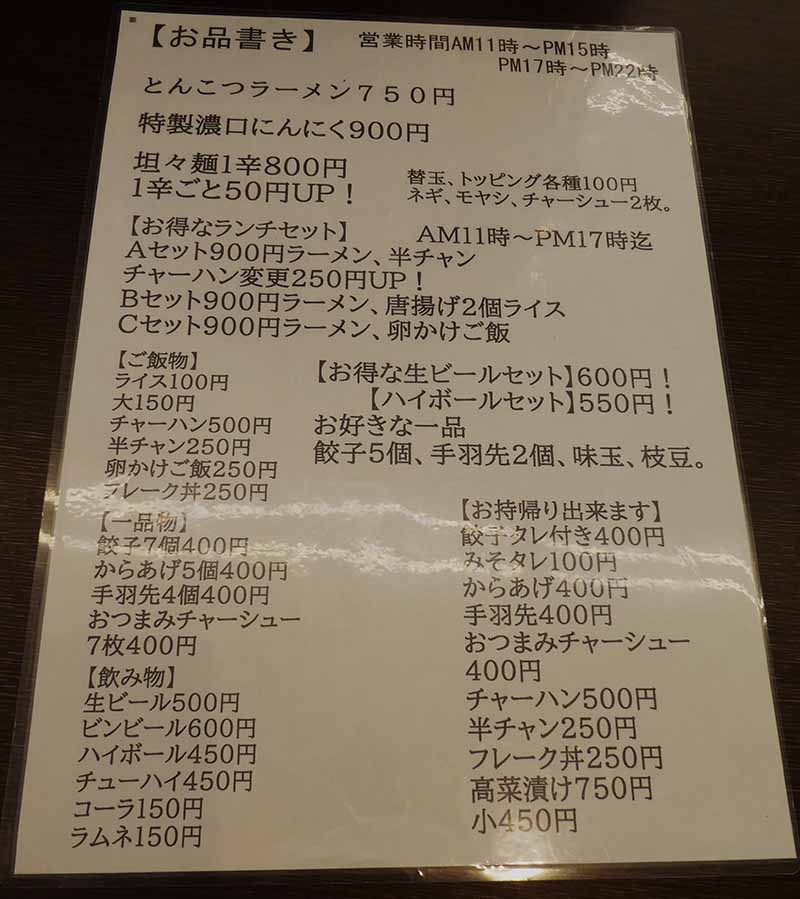 【お品書き】 営業時間AM11時～PM15時
PM17時～PM22時
とんこつラーメン７５０円
特製濃口にんにく900円
坦々麺1辛800円
1辛ごと50円UP！
替玉、トッピング各種100円
ネギ、モヤシ、チャーシュー2枚。
【お得なランチセット】 AM11時～PM17時迄
Aセット900円ラーメン、半チャン
チャーハン変更250円UP！
Bセット900円ラーメン、唐揚げ2個ライス
Cセット900円ラーメン、卵かけご飯
【ご飯物】
ライス100円
大150円
チャーハン500円
半チャン250円
卵かけご飯250円
フレーク丼250円
【お得な生ビールセット】600円！
【ハイボールセット】550円！
お好きな一品
餃子5個、手羽先2個、味玉、枝豆。
【一品物】
餃子7個400円
からあげ5個400円
手羽先4個400円
おつまみチャーシュー
7枚400円
【飲み物】
生ビール500円
ビンビール600円
ハイボール450円
チューハイ450円
コーラ150円
ラムネ150円
【お持帰り出来ます】
餃子タレ付き400円
みそタレ100円
からあげ400円
手羽先400円
おつまみチャーシュー
400円
チャーハン500円
半チャン250円
フレーク丼250円
高菜漬け750円
小450円